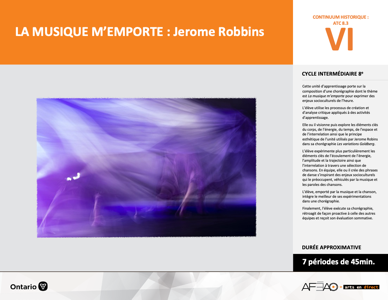 LA MUSIQUE M'EMPORTE : Jerome Robbins
CONTINUUM HISTORIQUE :
ATC 8.3
VI
CYCLE INTERMÉDIAIRE 8ᵉ
Cette unité d'apprentissage porte sur la
composition d'une chorégraphie dont le thème
est La musique m'emporte pour exprimer des
enjeux socioculturels de l'heure.
L'élève utilise les processus de création et
d'analyse critique appliqués à des activités
d'apprentissage.
Elle ou il visionne puis explore les éléments clés
du corps, de l'énergie, du temps, de l'espace et
de l'interrelation ainsi que le principe
esthétique de l'unité utilisés par Jerome Robins
dans sa chorégraphie Les variations Goldberg.
L'élève expérimente plus particulièrement les
éléments clés de l'écoulement de l'énergie,
l'amplitude et la trajectoire ainsi que
l'interrelation à travers une sélection de
chansons. En équipe, elle ou il crée des phrases
de danse s'inspirant des enjeux socioculturels
qui le préoccupent, véhiculés par la musique et
les paroles des chansons.
L'élève, emporté par la musique et la chanson,
intègre le meilleur de ses expérimentations
dans une chorégraphie.
Finalement, l'élève exécute sa chorégraphie,
rétroagit de façon proactive à celle des autres
équipes et reçoit son évaluation sommative.
DURÉE APPROXIMATIVE
7 périodes de 45min.
Ontario
AFÉAO
arts en direct